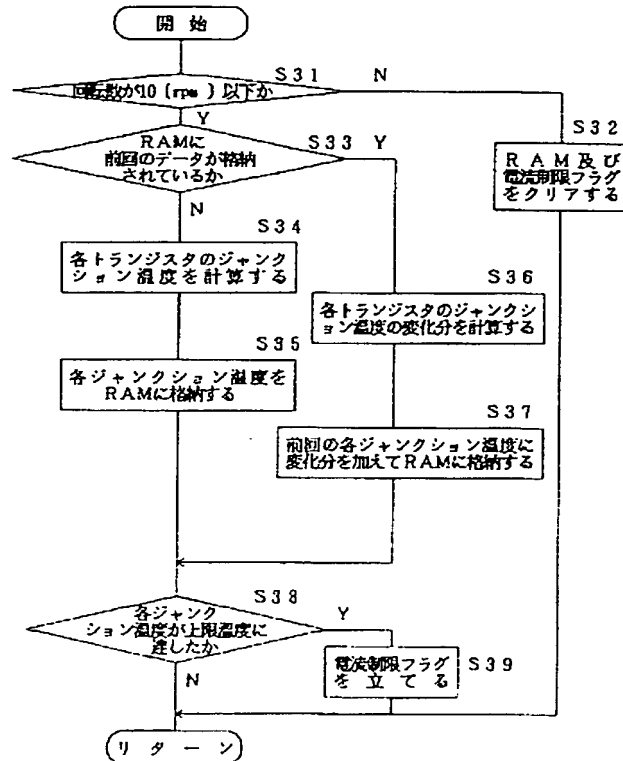 開始
S31
N
回転数が10(rpm)以下か
Y
S32
RAM及び
電流制限フラグ
をクリアする
S33
Y
RAMに
前回のデータが格納
されているか
N
S34
各トランジスタのジャンク
ション温度を計算する
S36
各トランジスタのジャンクシ
ョン温度の変化分を計算する
S35
各ジャンクション温度を
RAMに格納する
S37
前回の各ジャンクション温度に
変化分を加えてRAMに格納する
S38
Y
各ジャンク
ション温度が上限温度に
達したか
N
電流制限フラグ
を立てる
S39
リターン